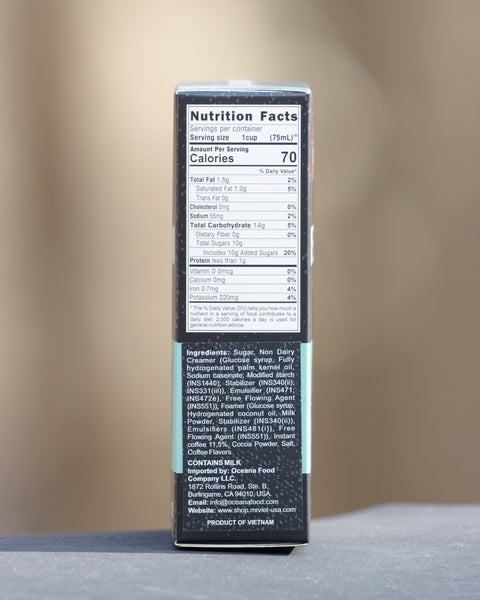 Nutrition Facts
Servings per container
Serving size 1cup (75mL)
Amount Per Serving
Calories 70
% Daily Value*
Total Fat 1.5g 2%
Saturated Fat 1.0g 5%
Trans Fat 0g
Cholesterol 0mg 0%
Sodium 55mg 2%
Total Carbohydrate 14g 5%
Dietary Fiber 0g 0%
Total Sugars 10g
Includes 10g Added Sugars 20%
Protein less than 1g
Vitamin D 0mcg 0%
Calcium 0mg 0%
Iron 0.7mg 4%
Potassium 220mg 4%
* The % Daily Value (DV) tells you how much a
nutrient in a serving of food contributes to a
daily diet. 2,000 calories a day is used for
general nutrition advice.
Ingredients: Sugar, Non Dairy
Creamer (Glucose syrup, Fully
hydrogenated palm kernel oil,
Sodium caseinate; Modified starch
(INS1440), Stabilizer (INS340(ii);
INS331(iii)), Emulsifier (INS471;
INS472e), Free Flowing Agent
(INS551)), Foamer (Glucose syrup,
Hydrogenated coconut oil, Milk
Powder, Stabilizer (INS340(ii)),
Emulsifiers (INS481(i)), Free
Flowing Agent (INS551)), Instant
coffee 11,5%, Cocoa Powder, Salt,
Coffee Flavors.
CONTAINS MILK
Imported by: Oceana Food
Company LLC.
1872 Rollins Road, Ste. B,
Burlingame, CA 94010, USA.
Email: info@oceanafood.com
Website: www.shop.mrviet-usa.com
PRODUCT OF VIETNAM